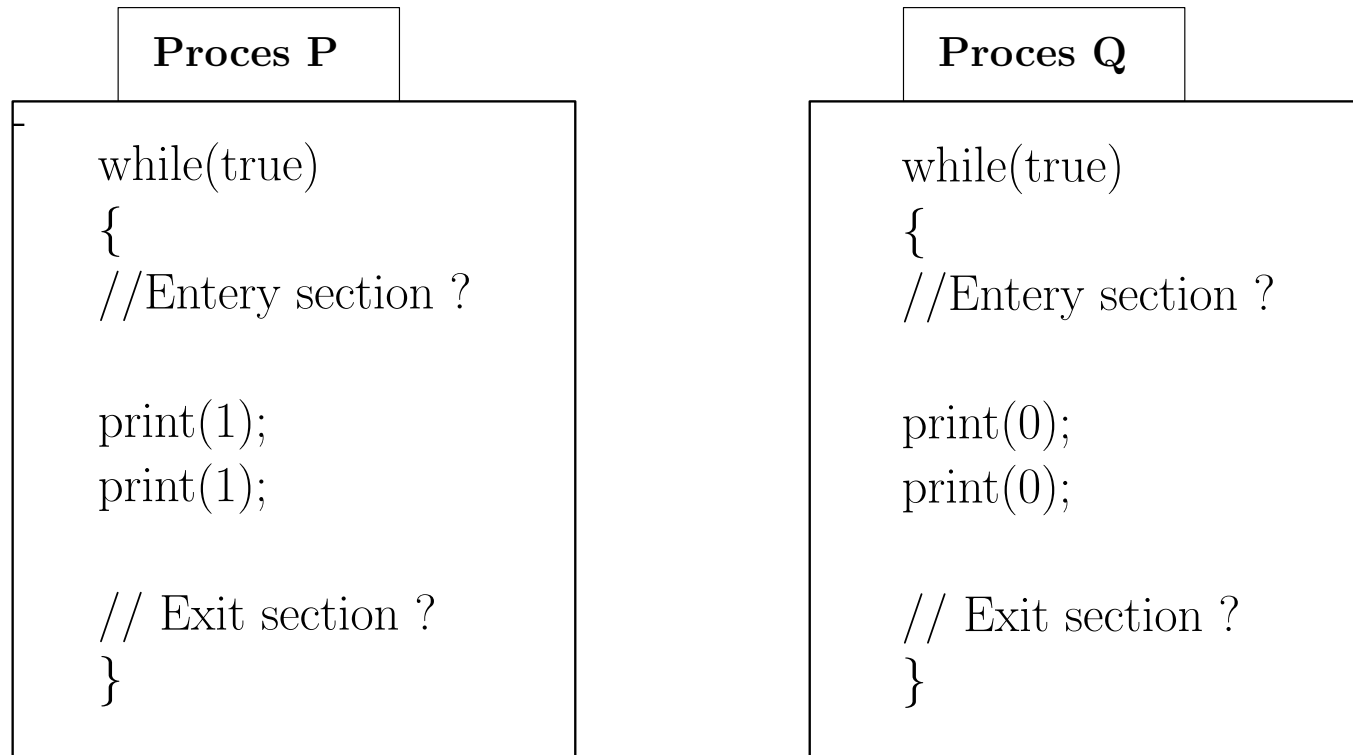 Proces P
while(true)
{
//Entery section ?
print(1);
print(1);
// Exit section ?
}
Proces Q
while(true)
{
//Entery section ?
print(0);
print(0);
// Exit section ?
}